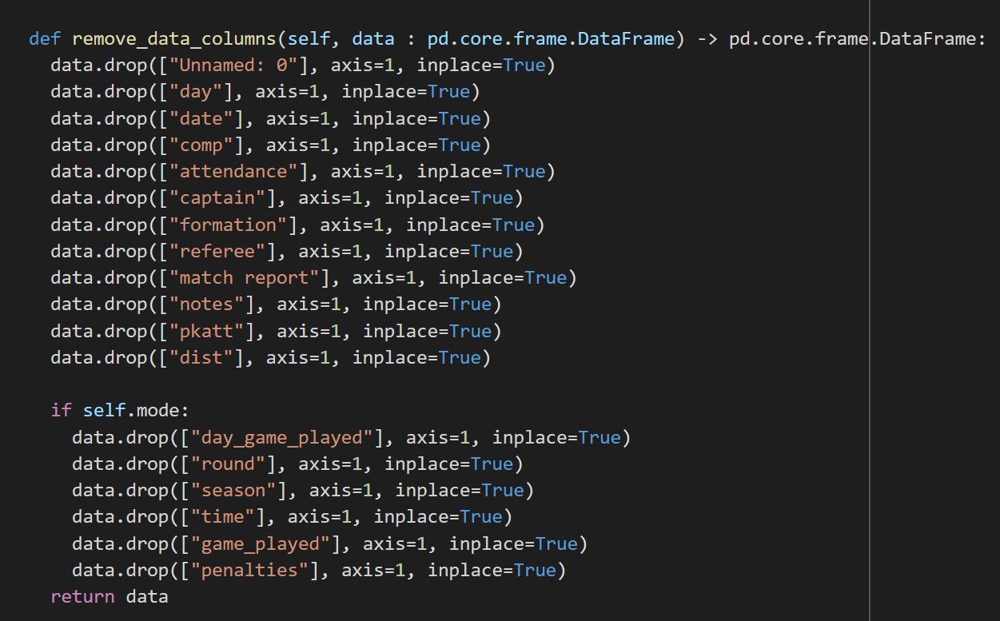 def remove_data_columns(self, data : pd.core.frame.DataFrame) -> pd.core.frame.DataFrame:
  data.drop(["Unnamed: 0"], axis=1, inplace=True)
  data.drop(["day"], axis=1, inplace=True)
  data.drop(["date"], axis=1, inplace=True)
  data.drop(["comp"], axis=1, inplace=True)
  data.drop(["attendance"], axis=1, inplace=True)
  data.drop(["captain"], axis=1, inplace=True)
  data.drop(["formation"], axis=1, inplace=True)
  data.drop(["referee"], axis=1, inplace=True)
  data.drop(["match report"], axis=1, inplace=True)
  data.drop(["notes"], axis=1, inplace=True)
  data.drop(["pkatt"], axis=1, inplace=True)
  data.drop(["dist"], axis=1, inplace=True)

  if self.mode:
    data.drop(["day_game_played"], axis=1, inplace=True)
    data.drop(["round"], axis=1, inplace=True)
    data.drop(["season"], axis=1, inplace=True)
    data.drop(["time"], axis=1, inplace=True)
    data.drop(["game_played"], axis=1, inplace=True)
    data.drop(["penalties"], axis=1, inplace=True)
  return data